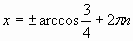 x = ± arccos 3/4 + 2πn